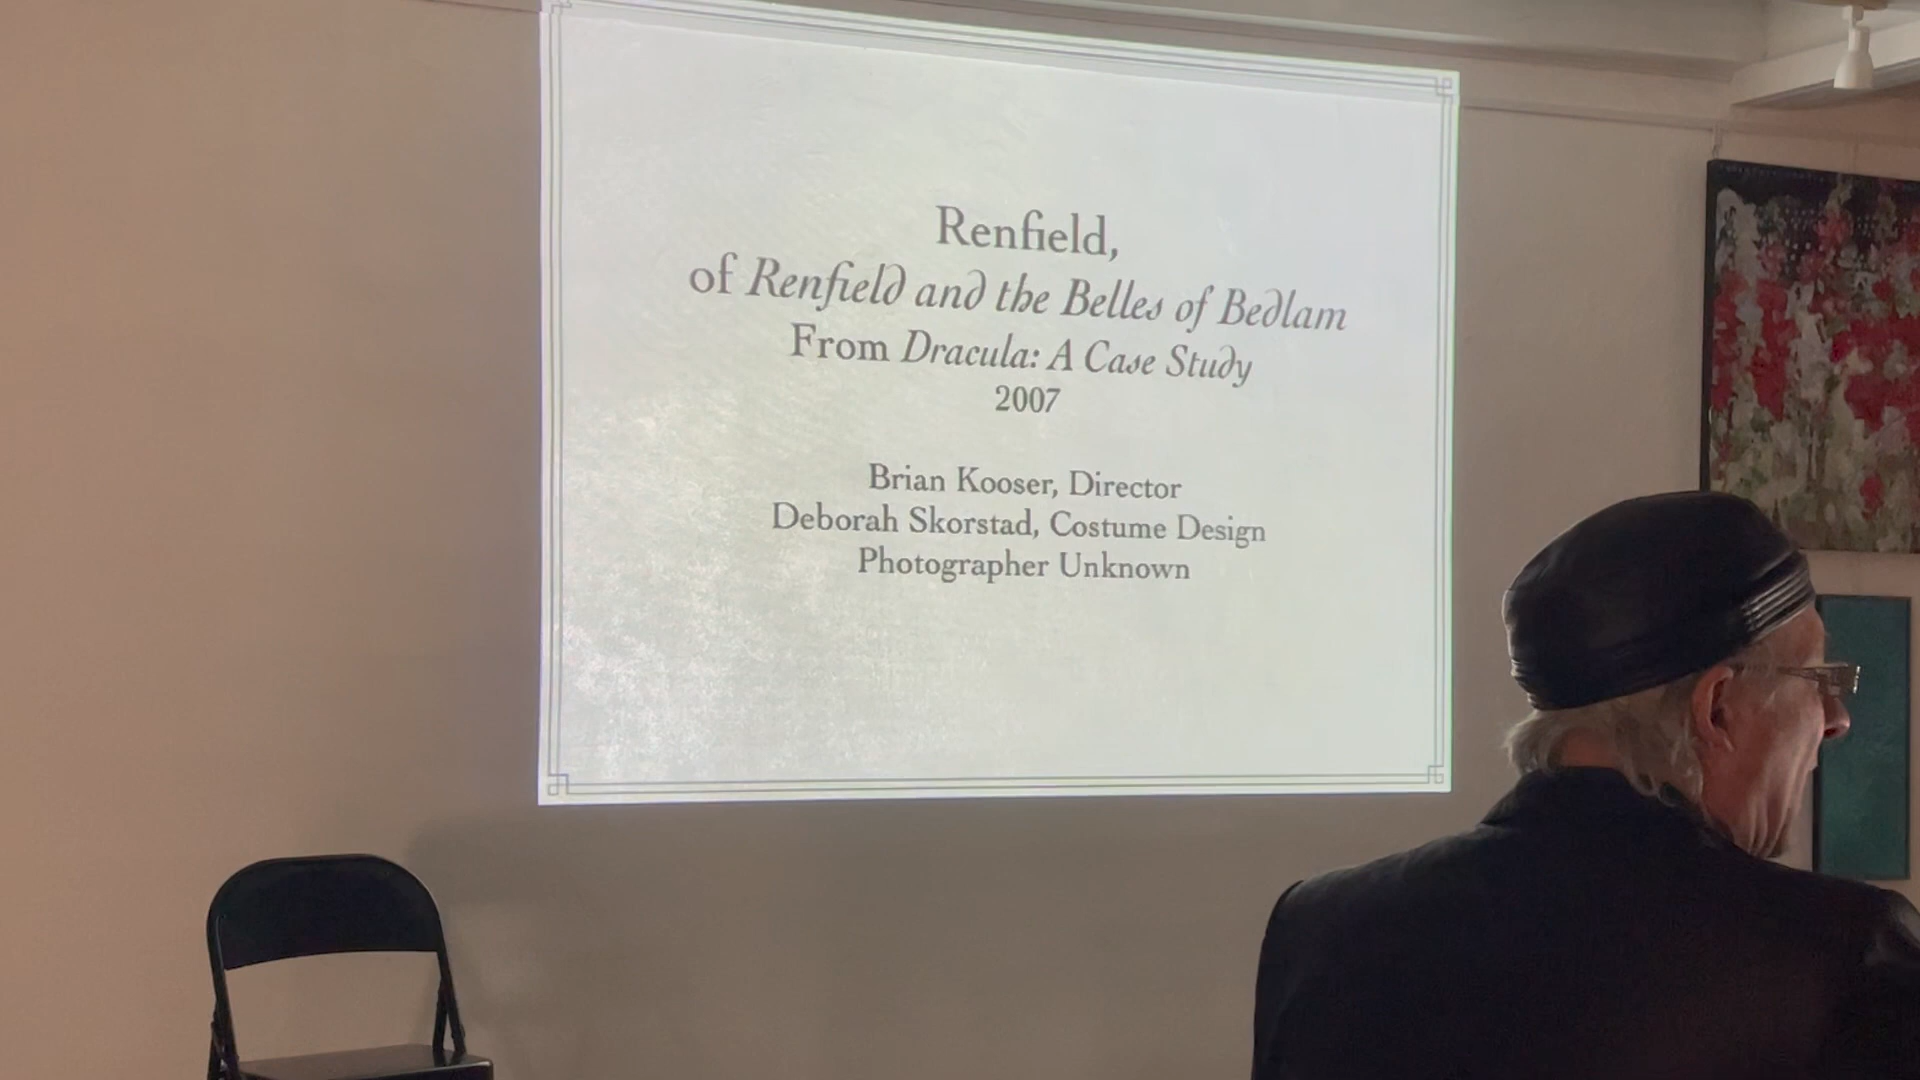 Renfield,
of Renfield and the Belles of Bedlam
From Dracula: A Case Study
2007
Brian Kooser, Director
Deborah Skorstad, Costume Design
Photographer Unknown